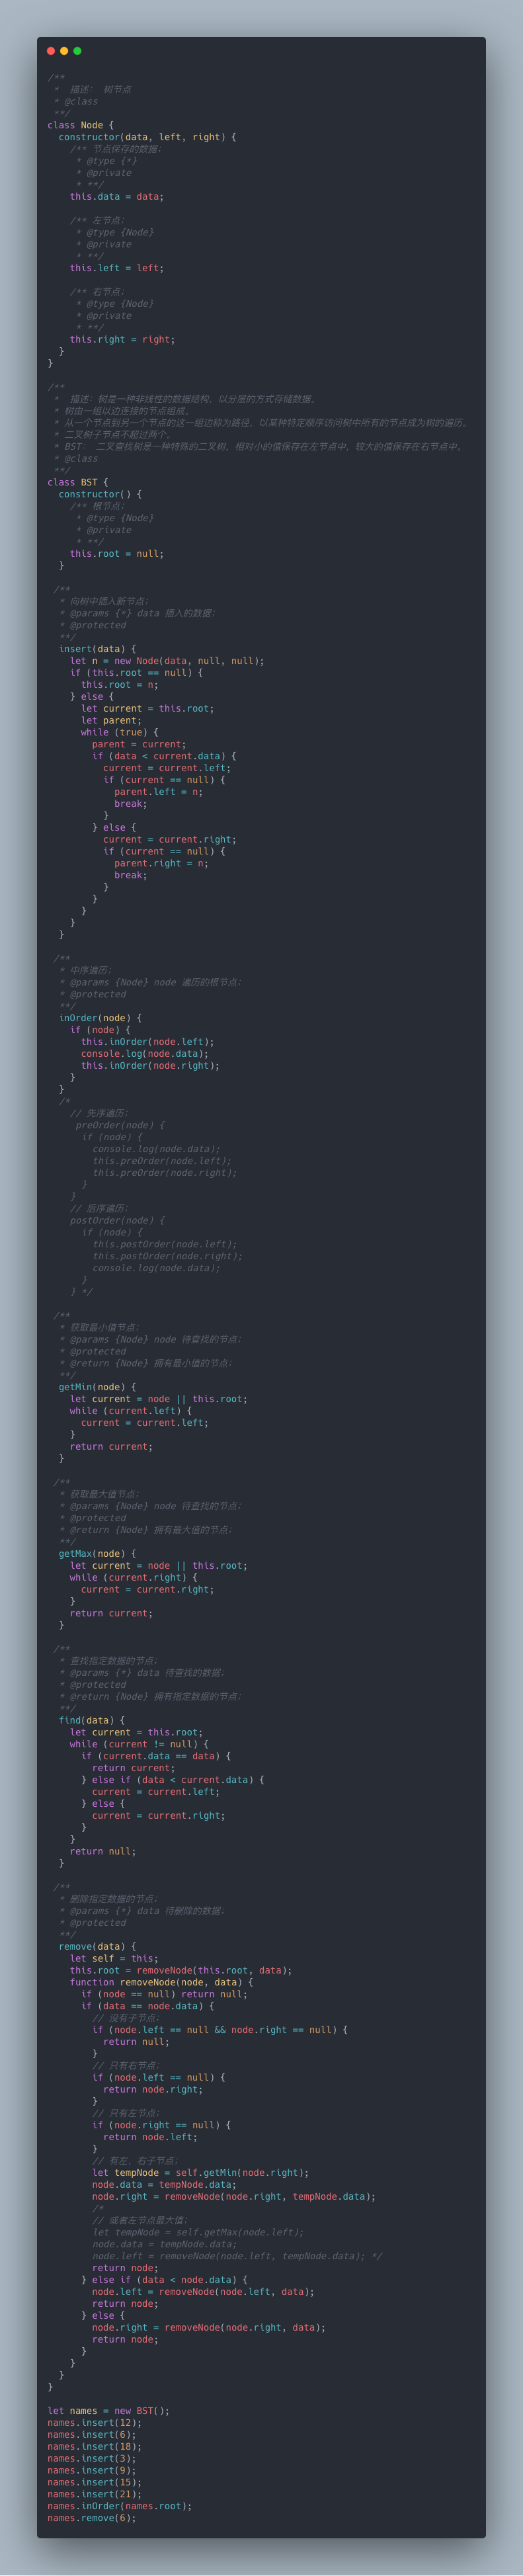 /**
 *  描述： 树节点
 * @class
 **/
class Node {
  constructor(data, left, right) {
    /** 节点保存的数据；
     * @type {*}
     * @private
     * **/
    this.data = data;

    /** 左节点；
     * @type {Node}
     * @private
     * **/
    this.left = left;

    /** 右节点；
     * @type {Node}
     * @private
     * **/
    this.right = right;
  }
}

/**
 *  描述：树是一种非线性的数据结构，以分层的方式存储数据。
 * 树由一组以边连接的节点组成。
 * 从一个节点到另一个节点的这一组边称为路径，以某种特定顺序访问树中所有的节点成为树的遍历。
 * 二叉树子节点不超过两个。
 * BST： 二叉查找树是一种特殊的二叉树，相对小的值保存在左节点中，较大的值保存在右节点中。
 * @class
 **/
class BST {
  constructor() {
    /** 根节点；
     * @type {Node}
     * @private
     * **/
    this.root = null;
  }

 /**
  * 向树中插入新节点；
  * @params {*} data 插入的数据；
  * @protected
  **/
  insert(data) {
    let n = new Node(data, null, null);
    if (this.root == null) {
      this.root = n;
    } else {
      let current = this.root;
      let parent;
      while (true) {
        parent = current;
        if (data < current.data) {
          current = current.left;
          if (current == null) {
            parent.left = n;
            break;
          }
        } else {
          current = current.right;
          if (current == null) {
            parent.right = n;
            break;
          }
        }
      }
    }
  }

 /**
  * 中序遍历；
  * @params {Node} node 遍历的根节点；
  * @protected
  **/
  inOrder(node) {
    if (node) {
      this.inOrder(node.left);
      console.log(node.data);
      this.inOrder(node.right);
    }
  }
  /*
    // 先序遍历；
     preOrder(node) {
      if (node) {
        console.log(node.data);
        this.preOrder(node.left);
        this.preOrder(node.right);
      }
    }
    // 后序遍历；
    postOrder(node) {
      if (node) {
        this.postOrder(node.left);
        this.postOrder(node.right);
        console.log(node.data);
      }
    } */

 /**
  * 获取最小值节点；
  * @params {Node} node 待查找的节点；
  * @protected
  * @return {Node} 拥有最小值的节点；
  **/
  getMin(node) {
    let current = node || this.root;
    while (current.left) {
      current = current.left;
    }
    return current;
  }

 /**
  * 获取最大值节点；
  * @params {Node} node 待查找的节点；
  * @protected
  * @return {Node} 拥有最大值的节点；
  **/
  getMax(node) {
    let current = node || this.root;
    while (current.right) {
      current = current.right;
    }
    return current;
  }

 /**
  * 查找指定数据的节点；
  * @params {*} data 待查找的数据；
  * @protected
  * @return {Node} 拥有指定数据的节点；
  **/
  find(data) {
    let current = this.root;
    while (current != null) {
      if (current.data == data) {
        return current;
      } else if (data < current.data) {
        current = current.left;
      } else {
        current = current.right;
      }
    }
    return null;
  }

 /**
  * 删除指定数据的节点；
  * @params {*} data 待删除的数据；
  * @protected
  **/
  remove(data) {
    let self = this;
    this.root = removeNode(this.root, data);
    function removeNode(node, data) {
      if (node == null) return null;
      if (data == node.data) {
        // 没有子节点；
        if (node.left == null && node.right == null) {
          return null;
        }
        // 只有右节点；
        if (node.left == null) {
          return node.right;
        }
        // 只有左节点；
        if (node.right == null) {
          return node.left;
        }
        // 有左、右子节点；
        let tempNode = self.getMin(node.right);
        node.data = tempNode.data;
        node.right = removeNode(node.right, tempNode.data);
        /*
        // 或者左节点最大值；
        let tempNode = self.getMax(node.left);
        node.data = tempNode.data;
        node.left = removeNode(node.left, tempNode.data); */
        return node;
      } else if (data < node.data) {
        node.left = removeNode(node.left, data);
        return node;
      } else {
        node.right = removeNode(node.right, data);
        return node;
      }
    }
  }
}

let names = new BST();
names.insert(12);
names.insert(6);
names.insert(18);
names.insert(3);
names.insert(9);
names.insert(15);
names.insert(21);
names.inOrder(names.root);
names.remove(6);